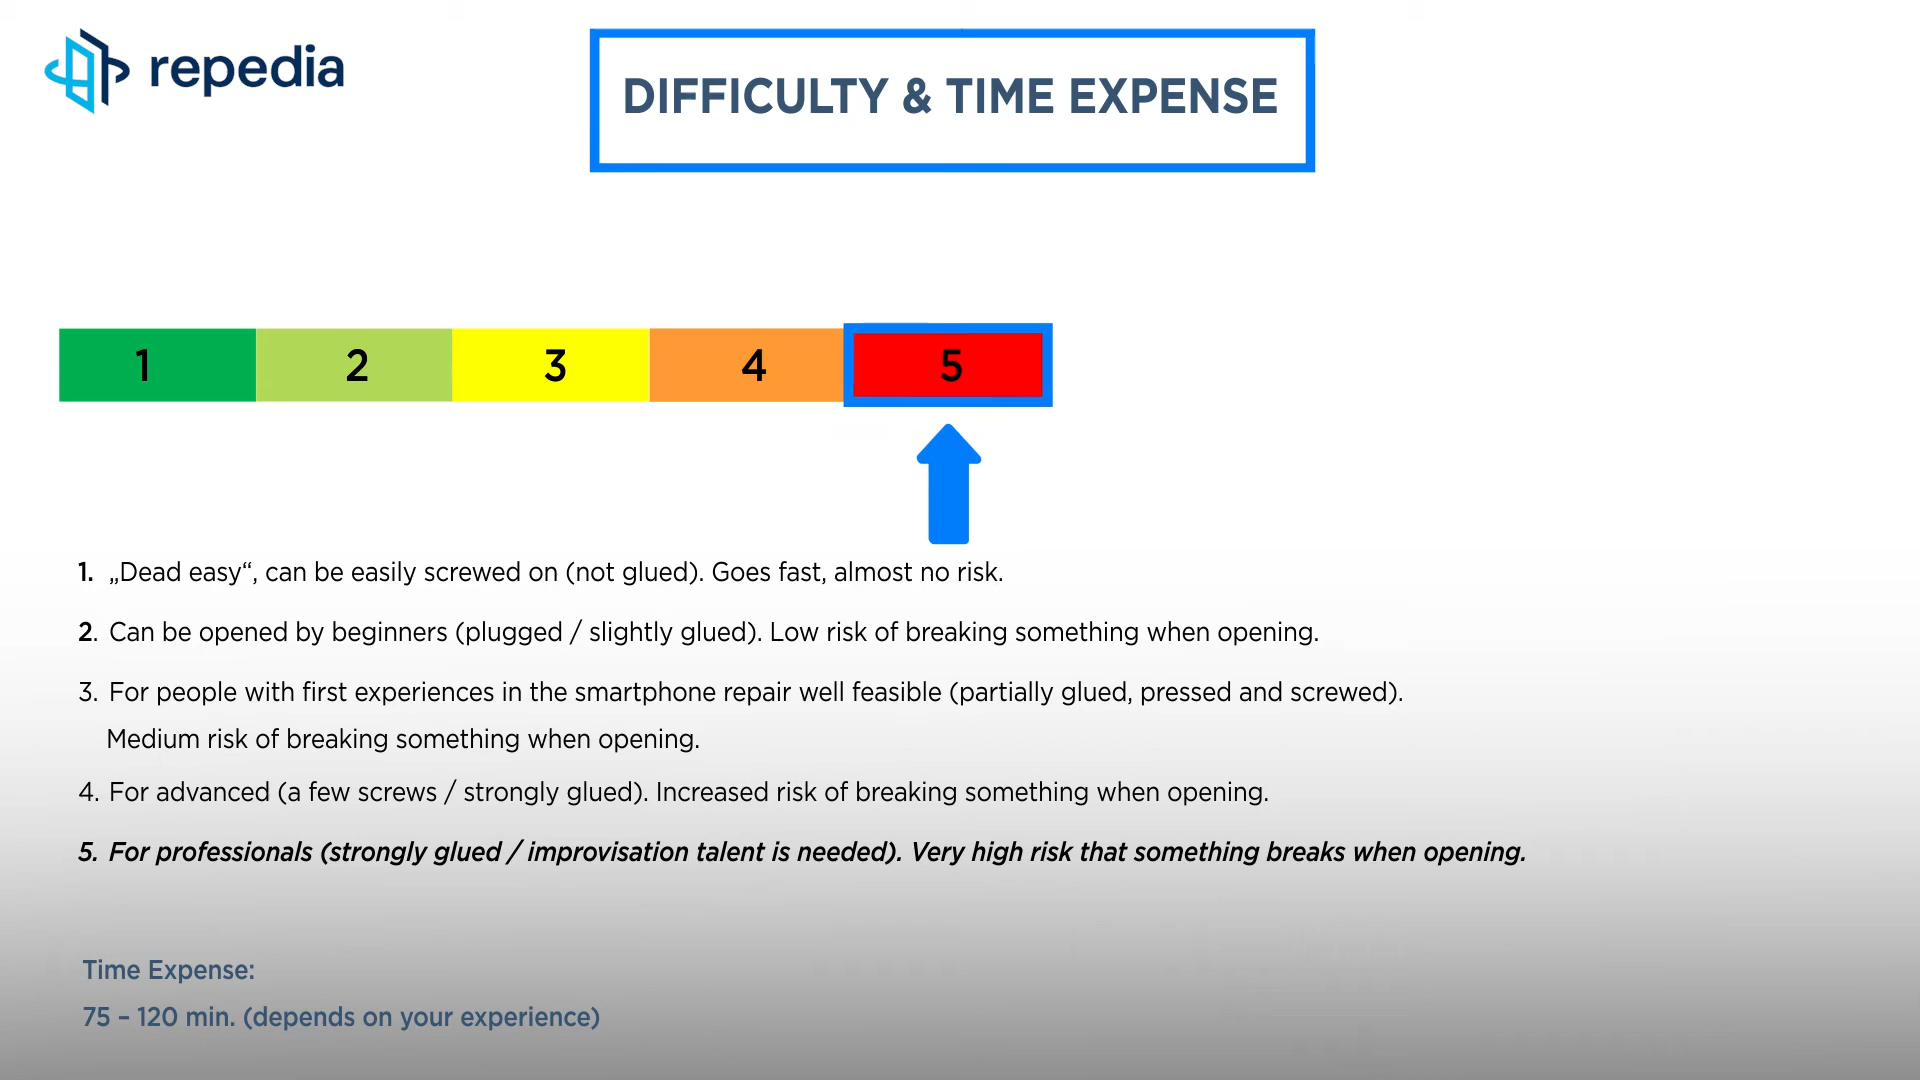 repedia
DIFFICULTY & TIME EXPENSE
1 2 3 4 5
1. „Dead easy“, can be easily screwed on (not glued). Goes fast, almost no risk.
2. Can be opened by beginners (plugged / slightly glued). Low risk of breaking something when opening.
3. For people with first experiences in the smartphone repair well feasible (partially glued, pressed and screwed).
Medium risk of breaking something when opening.
4. For advanced (a few screws / strongly glued). Increased risk of breaking something when opening.
5. For professionals (strongly glued / improvisation talent is needed). Very high risk that something breaks when opening.
Time Expense:
75 – 120 min. (depends on your experience)